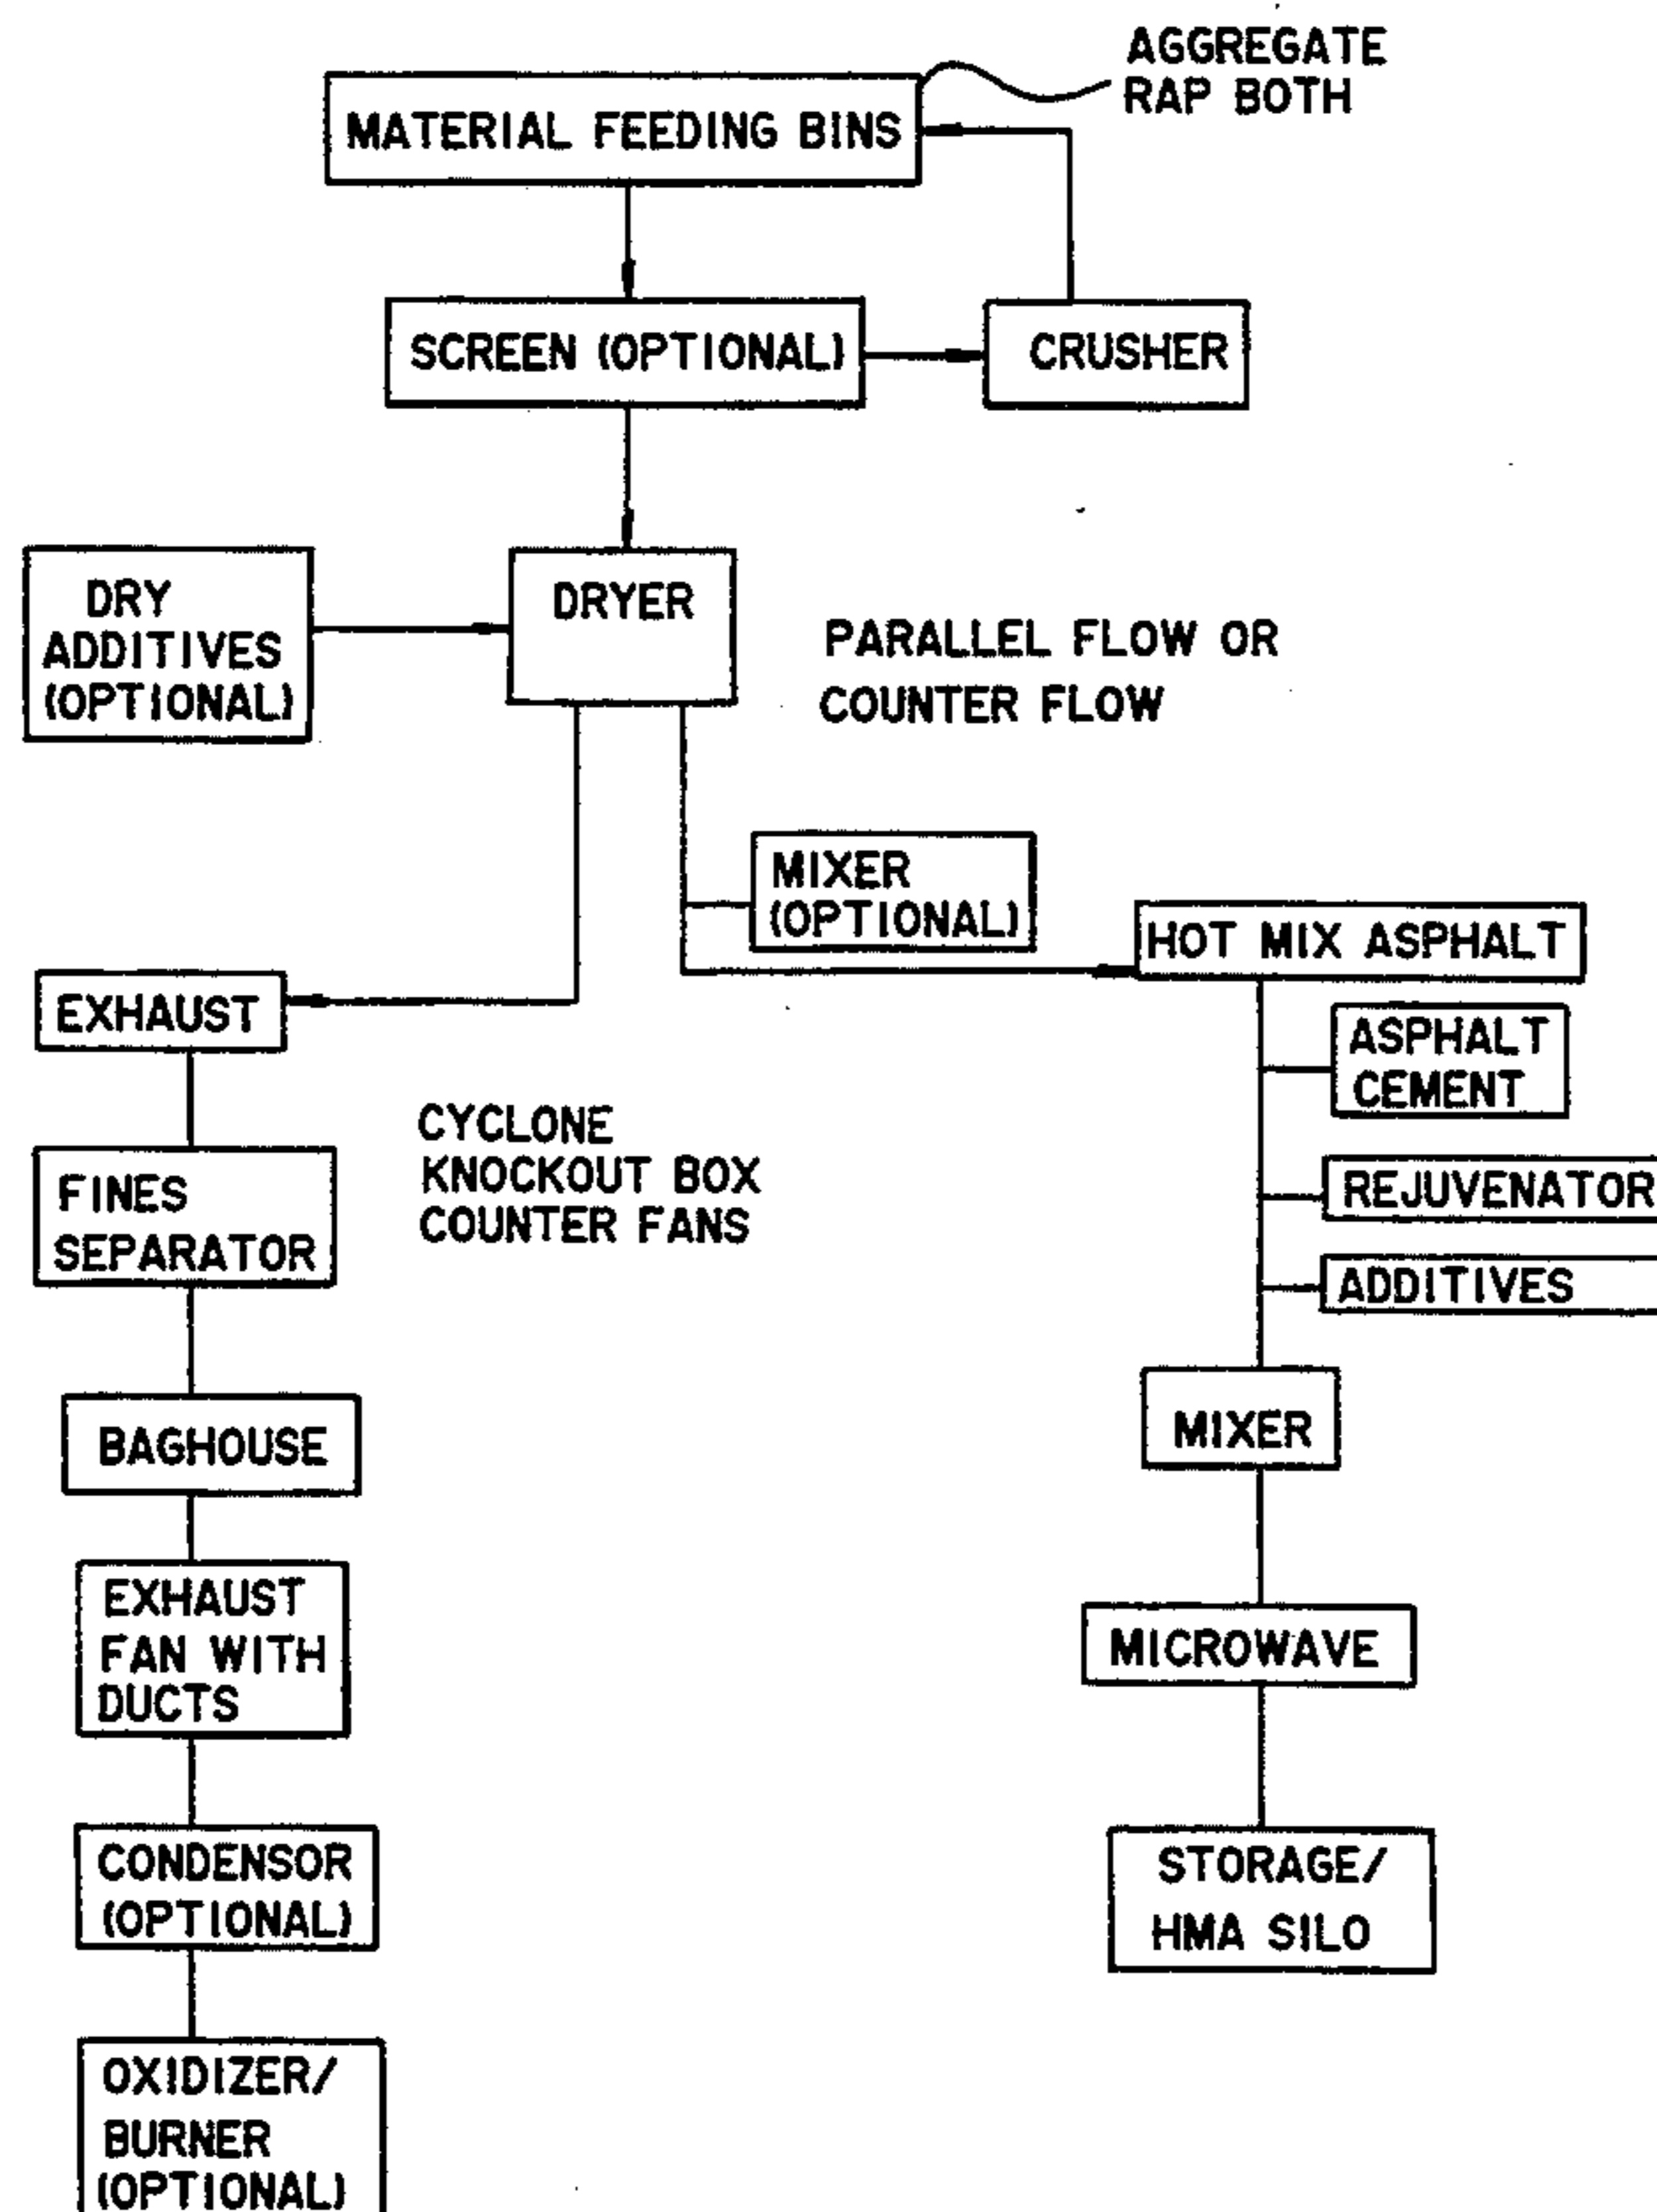 AGGREGATE
RAP BOTH
MATERIAL FEEDING BINS
SCREEN (OPTIONAL)
CRUSHER
DRY
ADDITIVES
(OPTIONAL)
DRYER
PARALLEL FLOW OR
COUNTER FLOW
MIXER
(OPTIONAL)
HOT MIX ASPHALT
EXHAUST
ASPHALT
CEMENT
CYCLONE
KNOCKOUT BOX
COUNTER FANS
FINES
SEPARATOR
REJUVENATOR
ADDITIVES
BAGHOUSE
MIXER
EXHAUST
FAN WITH
DUCTS
MICROWAVE
CONDENSOR
(OPTIONAL)
STORAGE/
HMA SILO
OXIDIZER/
BURNER
(OPTIONAL)